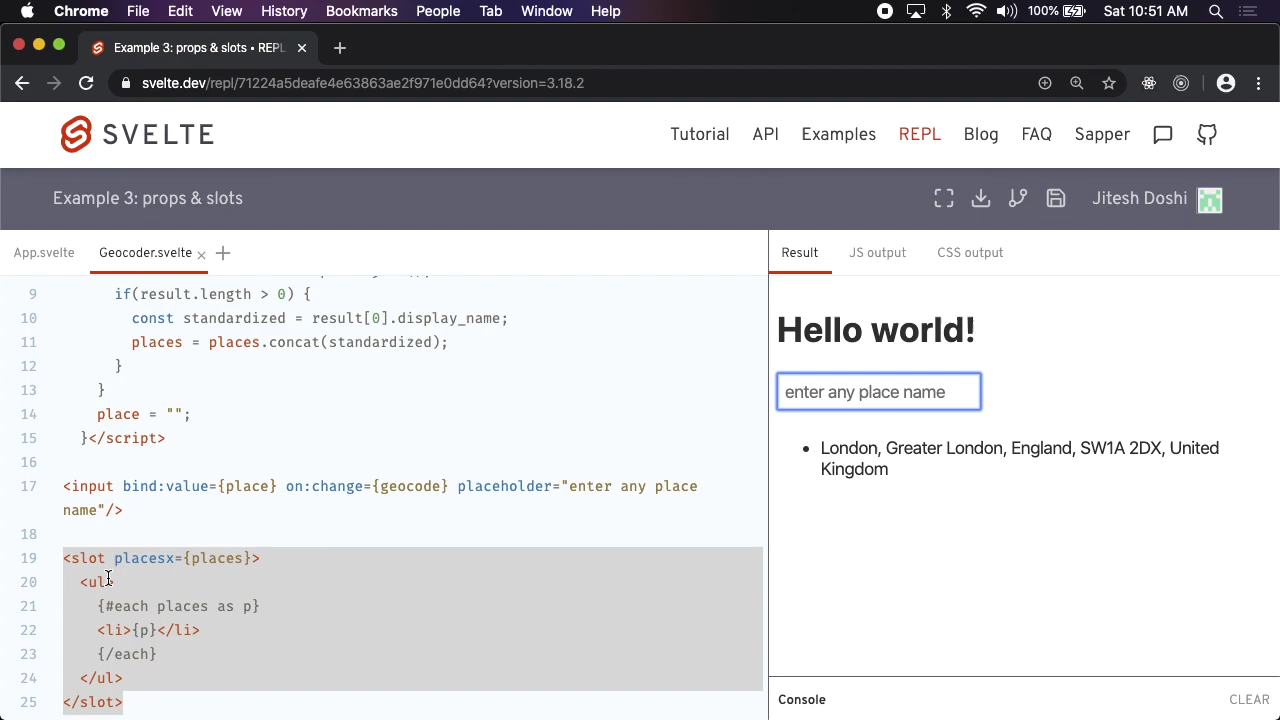 Chrome File Edit View History Bookmarks People Tab Window Help 100% Sat 10:51 AM
Example 3: props & slots • REPL
svelte.dev/repl/71224a5deafe4e63863ae2f971e0dd64?version=3.18.2
SVELTE Tutorial API Examples REPL Blog FAQ Sapper
Example 3: props & slots Jitesh Doshi
App.svelte Geocoder.svelte Result JS output CSS output
9 if(result.length > 0) {
10 const standardized = result[0].display_name;
11 places = places.concat(standardized);
12 }
13 }
14 place = "";
15 }</script>
16
17 <input bind:value={place} on:change={geocode} placeholder="enter any place
name"/>
18
19 <slot placesx={places}>
20 <ul>
21 {#each places as p}
22 <li>{p}</li>
23 {/each}
24 </ul>
25 </slot>
Hello world!
enter any place name
• London, Greater London, England, SW1A 2DX, United
Kingdom
Console CLEAR